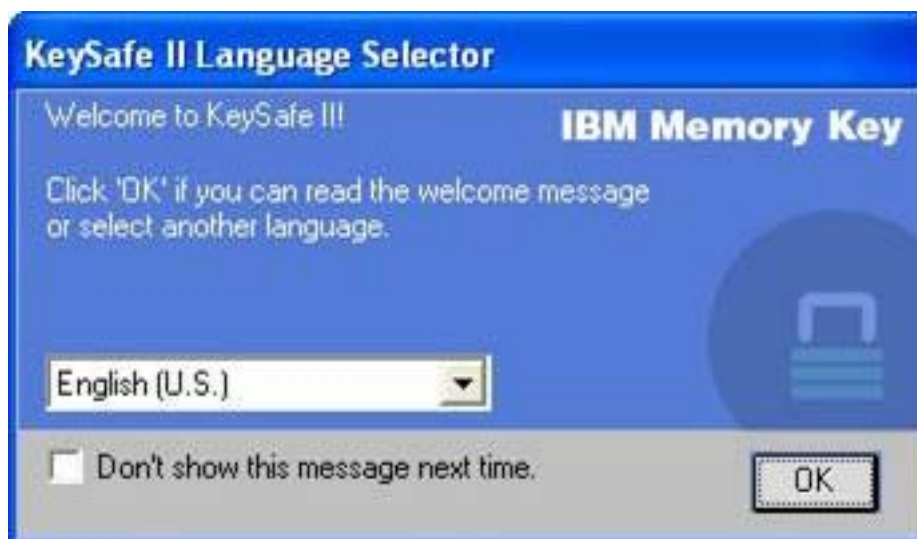 KeySafe II Language Selector
Welcome to KeySafe II!
IBM Memory Key
Click 'OK' if you can read the welcome message
or select another language.
English (U.S.)
Don't show this message next time.
OK